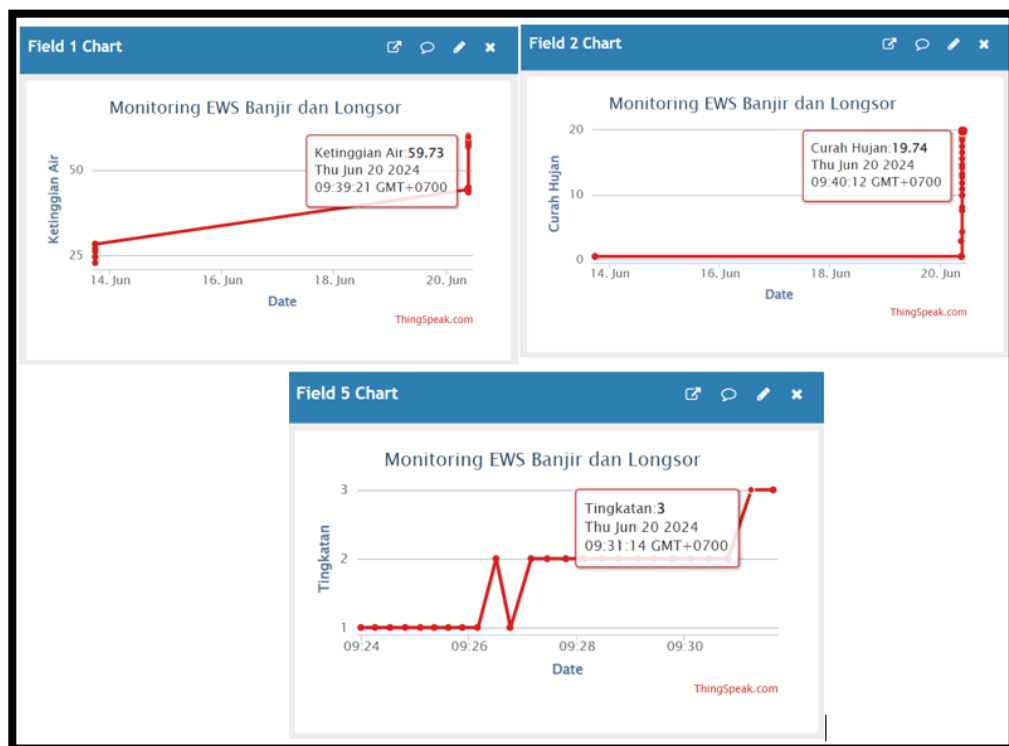 Field 1 Chart
Monitoring EWS Banjir dan Longsor
Ketinggian Air
50
25
Ketinggian Air:59.73
Thu Jun 20 2024
09:39:21 GMT+0700
14. Jun 16. Jun 18. Jun 20. Jun
Date
ThingSpeak.com
Field 2 Chart
Monitoring EWS Banjir dan Longsor
Curah Hujan
20
10
0
Curah Hujan:19.74
Thu Jun 20 2024
09:40:12 GMT+0700
14. Jun 16. Jun 18. Jun 20. Jun
Date
ThingSpeak.com
Field 5 Chart
Monitoring EWS Banjir dan Longsor
Tingkatan
3
2
1
Tingkatan:3
Thu Jun 20 2024
09:31:14 GMT+0700
09:24 09:26 09:28 09:30
Date
ThingSpeak.com